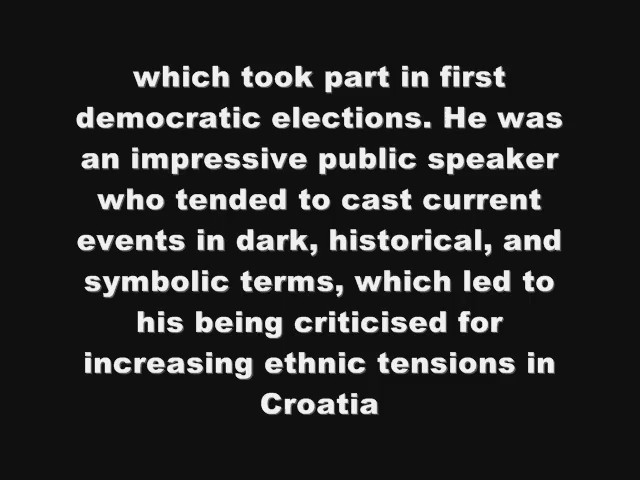 which took part in first
democratic elections. He was
an impressive public speaker
who tended to cast current
events in dark, historical, and
symbolic terms, which led to
his being criticised for
increasing ethnic tensions in
Croatia